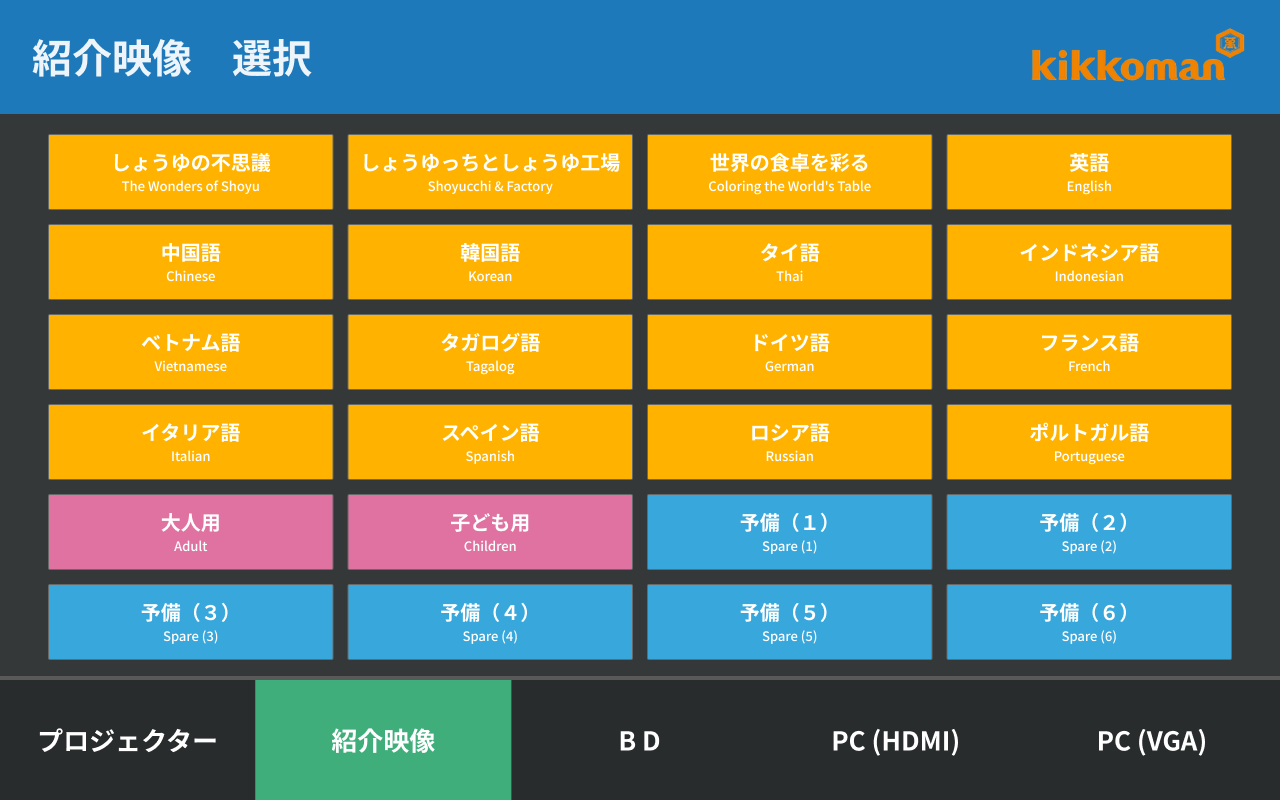 紹介映像　選択
kikkoman
しょうゆの不思議
The Wonders of Shoyu
しょうゆっちとしょうゆ工場
Shoyucchi & Factory
世界の食卓を彩る
Coloring the World's Table
英語
English
中国語
Chinese
韓国語
Korean
タイ語
Thai
インドネシア語
Indonesian
ベトナム語
Vietnamese
タガログ語
Tagalog
ドイツ語
German
フランス語
French
イタリア語
Italian
スペイン語
Spanish
ロシア語
Russian
ポルトガル語
Portuguese
大人用
Adult
子ども用
Children
予備（１）
Spare (1)
予備（２）
Spare (2)
予備（３）
Spare (3)
予備（４）
Spare (4)
予備（５）
Spare (5)
予備（６）
Spare (6)
プロジェクター
紹介映像
B D
PC (HDMI)
PC (VGA)